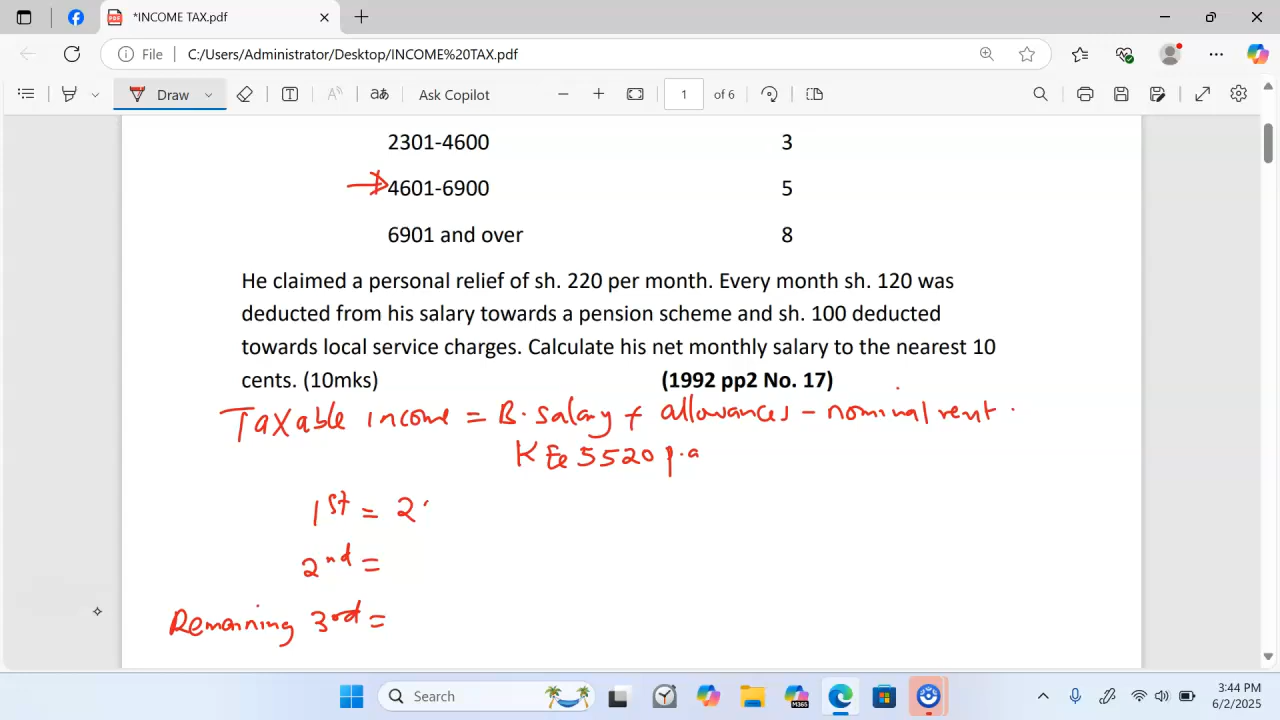 *INCOME TAX.pdf
File C:/Users/Administrator/Desktop/INCOME%20TAX.pdf
Draw Ask Copilot 1 of 6
2301-4600 3
4601-6900 5
6901 and over 8
He claimed a personal relief of sh. 220 per month. Every month sh. 120 was
deducted from his salary towards a pension scheme and sh. 100 deducted
towards local service charges. Calculate his net monthly salary to the nearest 10
cents. (10mks) (1992 pp2 No. 17)
Taxable income = B. salary + allowances - nominal rent.
K£ 5520 p.a
1st = 2
2nd =
Remaining 3rd =
Search
3:44 PM
6/2/2025